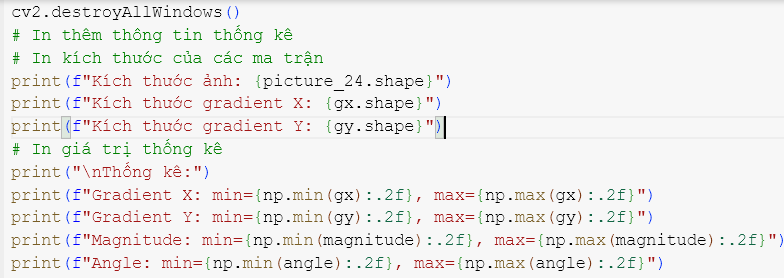 cv2.destroyAllWindows()
# In thêm thông tin thống kê
# In kích thước của các ma trận
print(f"Kích thước ảnh: {picture_24.shape}")
print(f"Kích thước gradient X: {gx.shape}")
print(f"Kích thước gradient Y: {gy.shape}")
# In giá trị thống kê
print("\nThống kê:")
print(f"Gradient X: min={np.min(gx):.2f}, max={np.max(gx):.2f}")
print(f"Gradient Y: min={np.min(gy):.2f}, max={np.max(gy):.2f}")
print(f"Magnitude: min={np.min(magnitude):.2f}, max={np.max(magnitude):.2f}")
print(f"Angle: min={np.min(angle):.2f}, max={np.max(angle):.2f}")